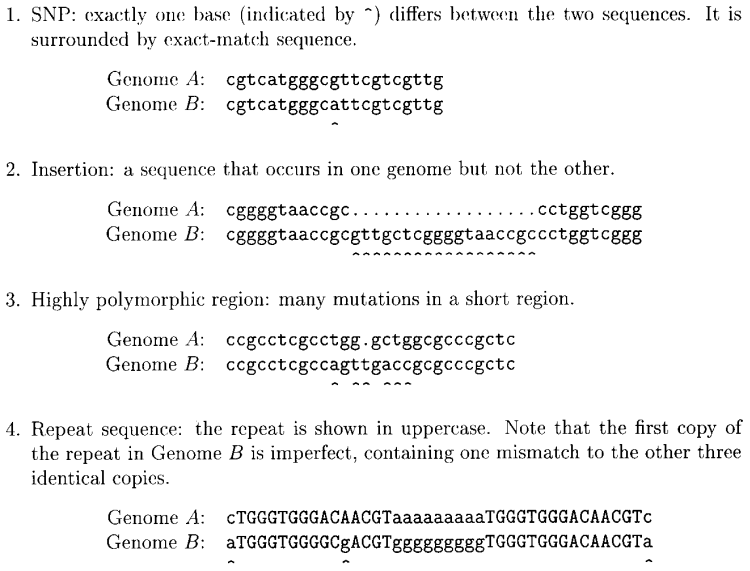 1. SNP: exactly one base (indicated by ^) differs between the two sequences. It is
surrounded by exact-match sequence.
Genome A: cgtcatgggcgttcgtcgttg
Genome B: cgtcatgggcattcgtcgttg
^
2. Insertion: a sequence that occurs in one genome but not the other.
Genome A: cggggtaaccgc..................cctggtcggg
Genome B: cggggtaaccgcgttgctcggggtaaccgccctggtcggg
^^^^^^^^^^^^^^^^^^
3. Highly polymorphic region: many mutations in a short region.
Genome A: ccgcctcgcctgg.gctggcgcccgctc
Genome B: ccgcctcgccagttgaccgcgcccgctc
^ ^^ ^^^
4. Repeat sequence: the repeat is shown in uppercase. Note that the first copy of
the repeat in Genome B is imperfect, containing one mismatch to the other three
identical copies.
Genome A: cTGGGTGGGACAACGTaaaaaaaaaTGGGTGGGACAACGTc
Genome B: aTGGGTGGGGCgACGTgggggggggTGGGTGGGACAACGTa
^ ^ ^